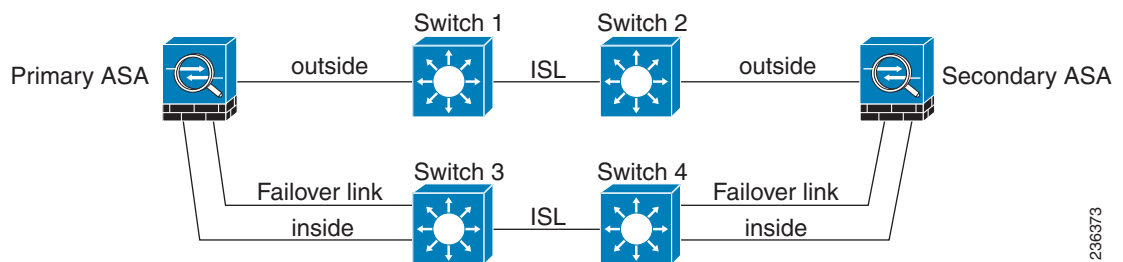 Switch 1
Switch 2
Primary ASA
outside
ISL
outside
Secondary ASA
Switch 3
Switch 4
Failover link
ISL
Failover link
inside
inside
236373